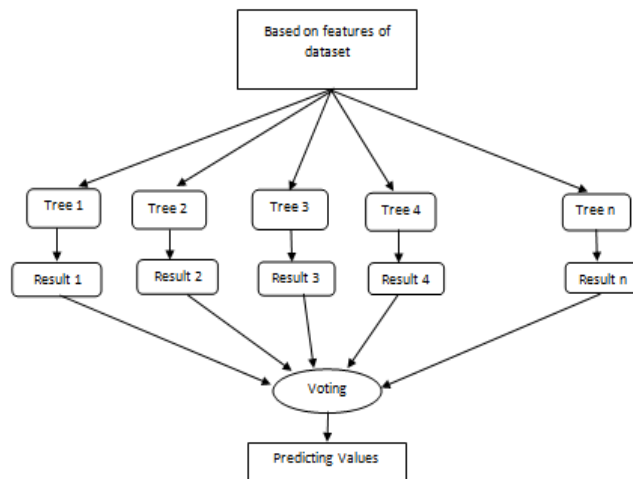 Based on features of
dataset
Tree 1
Tree 2
Tree 3
Tree 4
Tree n
Result 1
Result 2
Result 3
Result 4
Result n
Voting
Predicting Values